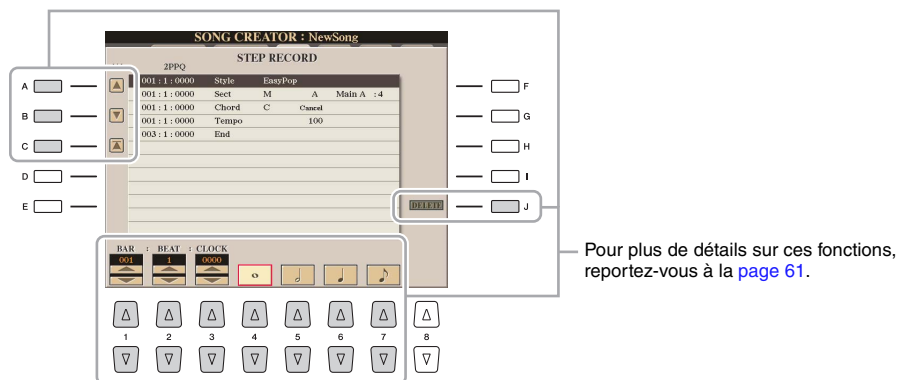 SONG CREATOR : NewSong
STEP RECORD
2PPQ
001 : 1 : 0000 Style EasyPop
001 : 1 : 0000 Sect M A Main A : 4
001 : 1 : 0000 Chord C Cancel
001 : 1 : 0000 Tempo 100
003 : 1 : 0000 End
A
B
C
D
E
F
G
H
I
DELETE J
BAR : BEAT : CLOCK
001 1 0000
1 2 3 4 5 6 7 8
Pour plus de détails sur ces fonctions,
reportez-vous à la page 61.